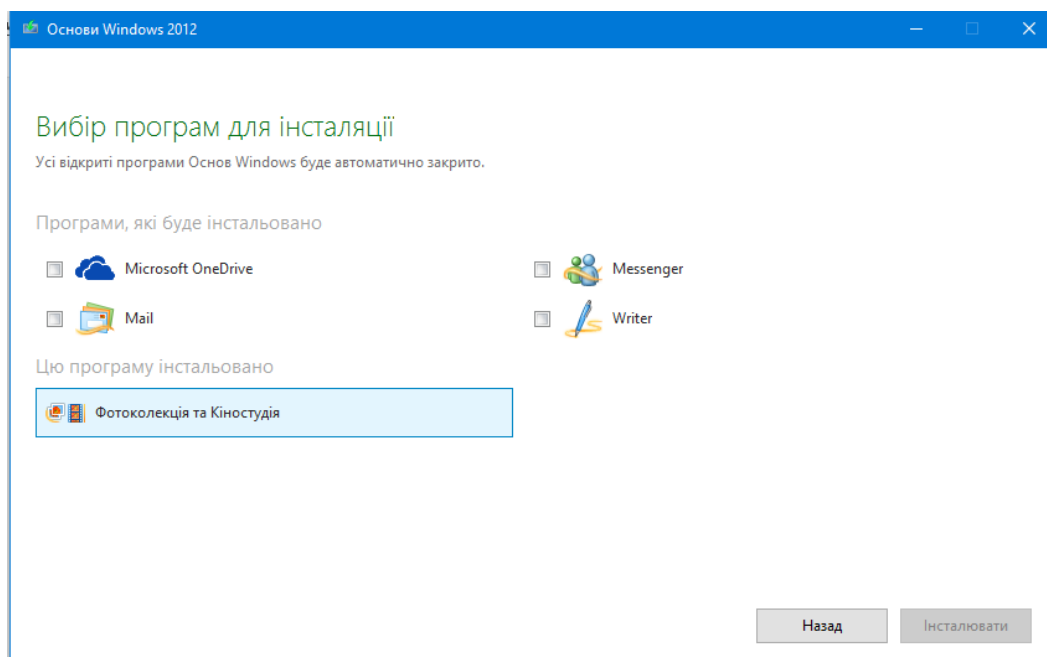 Основи Windows 2012
Вибір програм для інсталяції
Усі відкриті програми Основ Windows буде автоматично закрито.
Програми, які буде інстальовано
Microsoft OneDrive
Messenger
Mail
Writer
Цю програму інстальовано
Фотоколекція та Кіностудія
Назад
Інсталювати